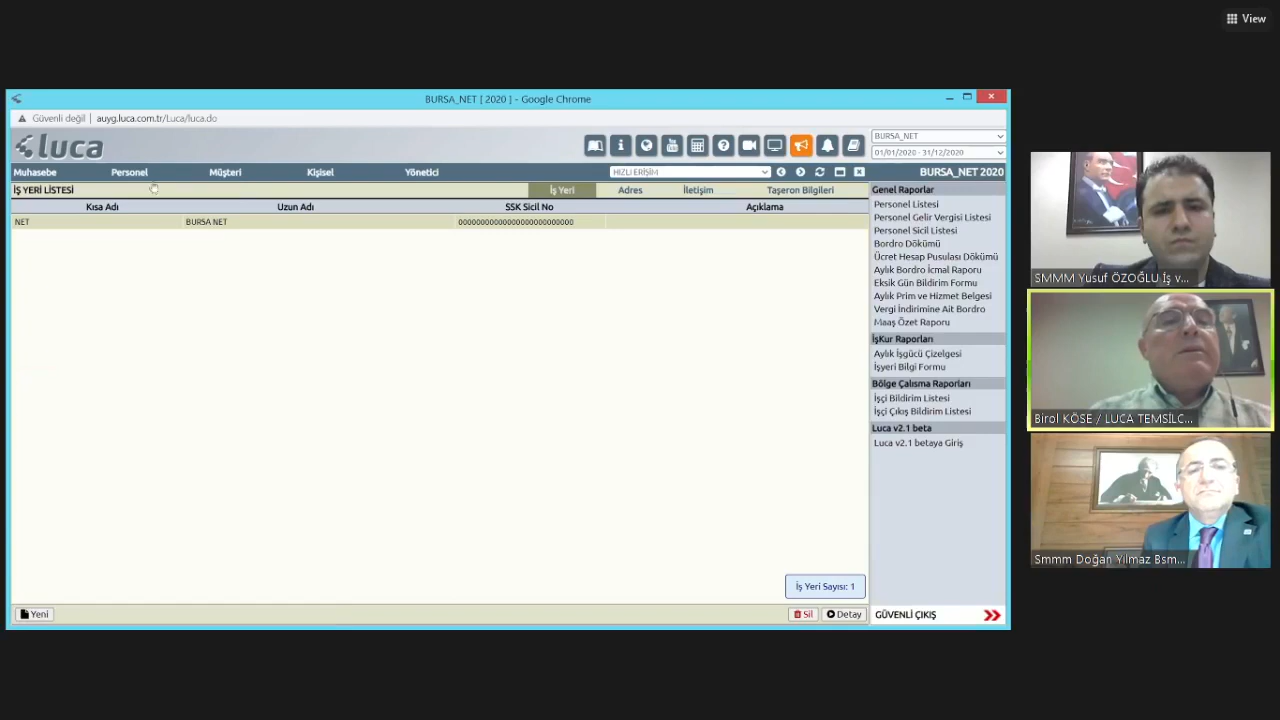 View
BURSA_NET [ 2020 ] - Google Chrome
Güvenli değil | auyg.luca.com.tr/Luca/luca.do
luca
BURSA_NET
01/01/2020 - 31/12/2020
Muhasebe Personel Müşteri Kişisel Yönetici HIZLI ERİŞİM BURSA_NET 2020
İŞ YERİ LİSTESİ İş Yeri Adres İletişim Taşeron Bilgileri
Kısa Adı Uzun Adı SSK Sicil No Açıklama
NET BURSA NET 00000000000000000000000000
Genel Raporlar
Personel Listesi
Personel Gelir Vergisi Listesi
Personel Sicil Listesi
Bordro Dökümü
Ücret Hesap Pusulası Dökümü
Aylık Bordro İcmal Raporu
Eksik Gün Bildirim Formu
Aylık Prim ve Hizmet Belgesi
Vergi İndirimine Ait Bordro
Maaş Özet Raporu
İşKur Raporları
Aylık İşgücü Çizelgesi
İşyeri Bilgi Formu
Bölge Çalışma Raporları
İşçi Bildirim Listesi
İşçi Çıkış Bildirim Listesi
Luca v2.1 beta
Luca v2.1 betaya Giriş
İş Yeri Sayısı: 1
Yeni Sil Detay GÜVENLİ ÇIKIŞ
SMMM Yusuf ÖZOĞLU İş v...
Birol KÖSE / LUCA TEMSİLC...
Smmm Doğan Yılmaz Bsm...